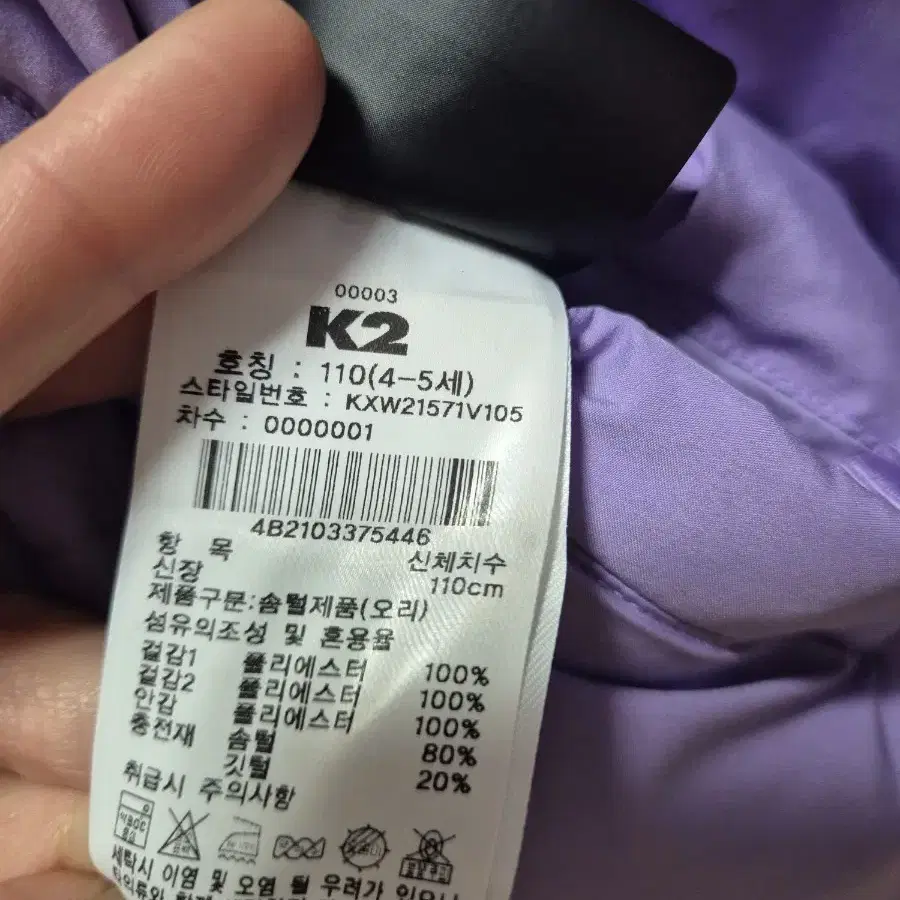 00003
K2
호칭 : 110(4-5세)
스타일번호 : KXW21571V105
차수 : 0000001
4B2103375446
항 목 신체치수
신장 110cm
제품구분:솜털제품(오리)
섬유의조성 및 혼용율
겉감1 폴리에스터 100%
겉감2 폴리에스터 100%
안감 폴리에스터 100%
충전재 솜털 80%
깃털 20%
취급시 주의사항
세탁시 이염 및 오염 될 우려가